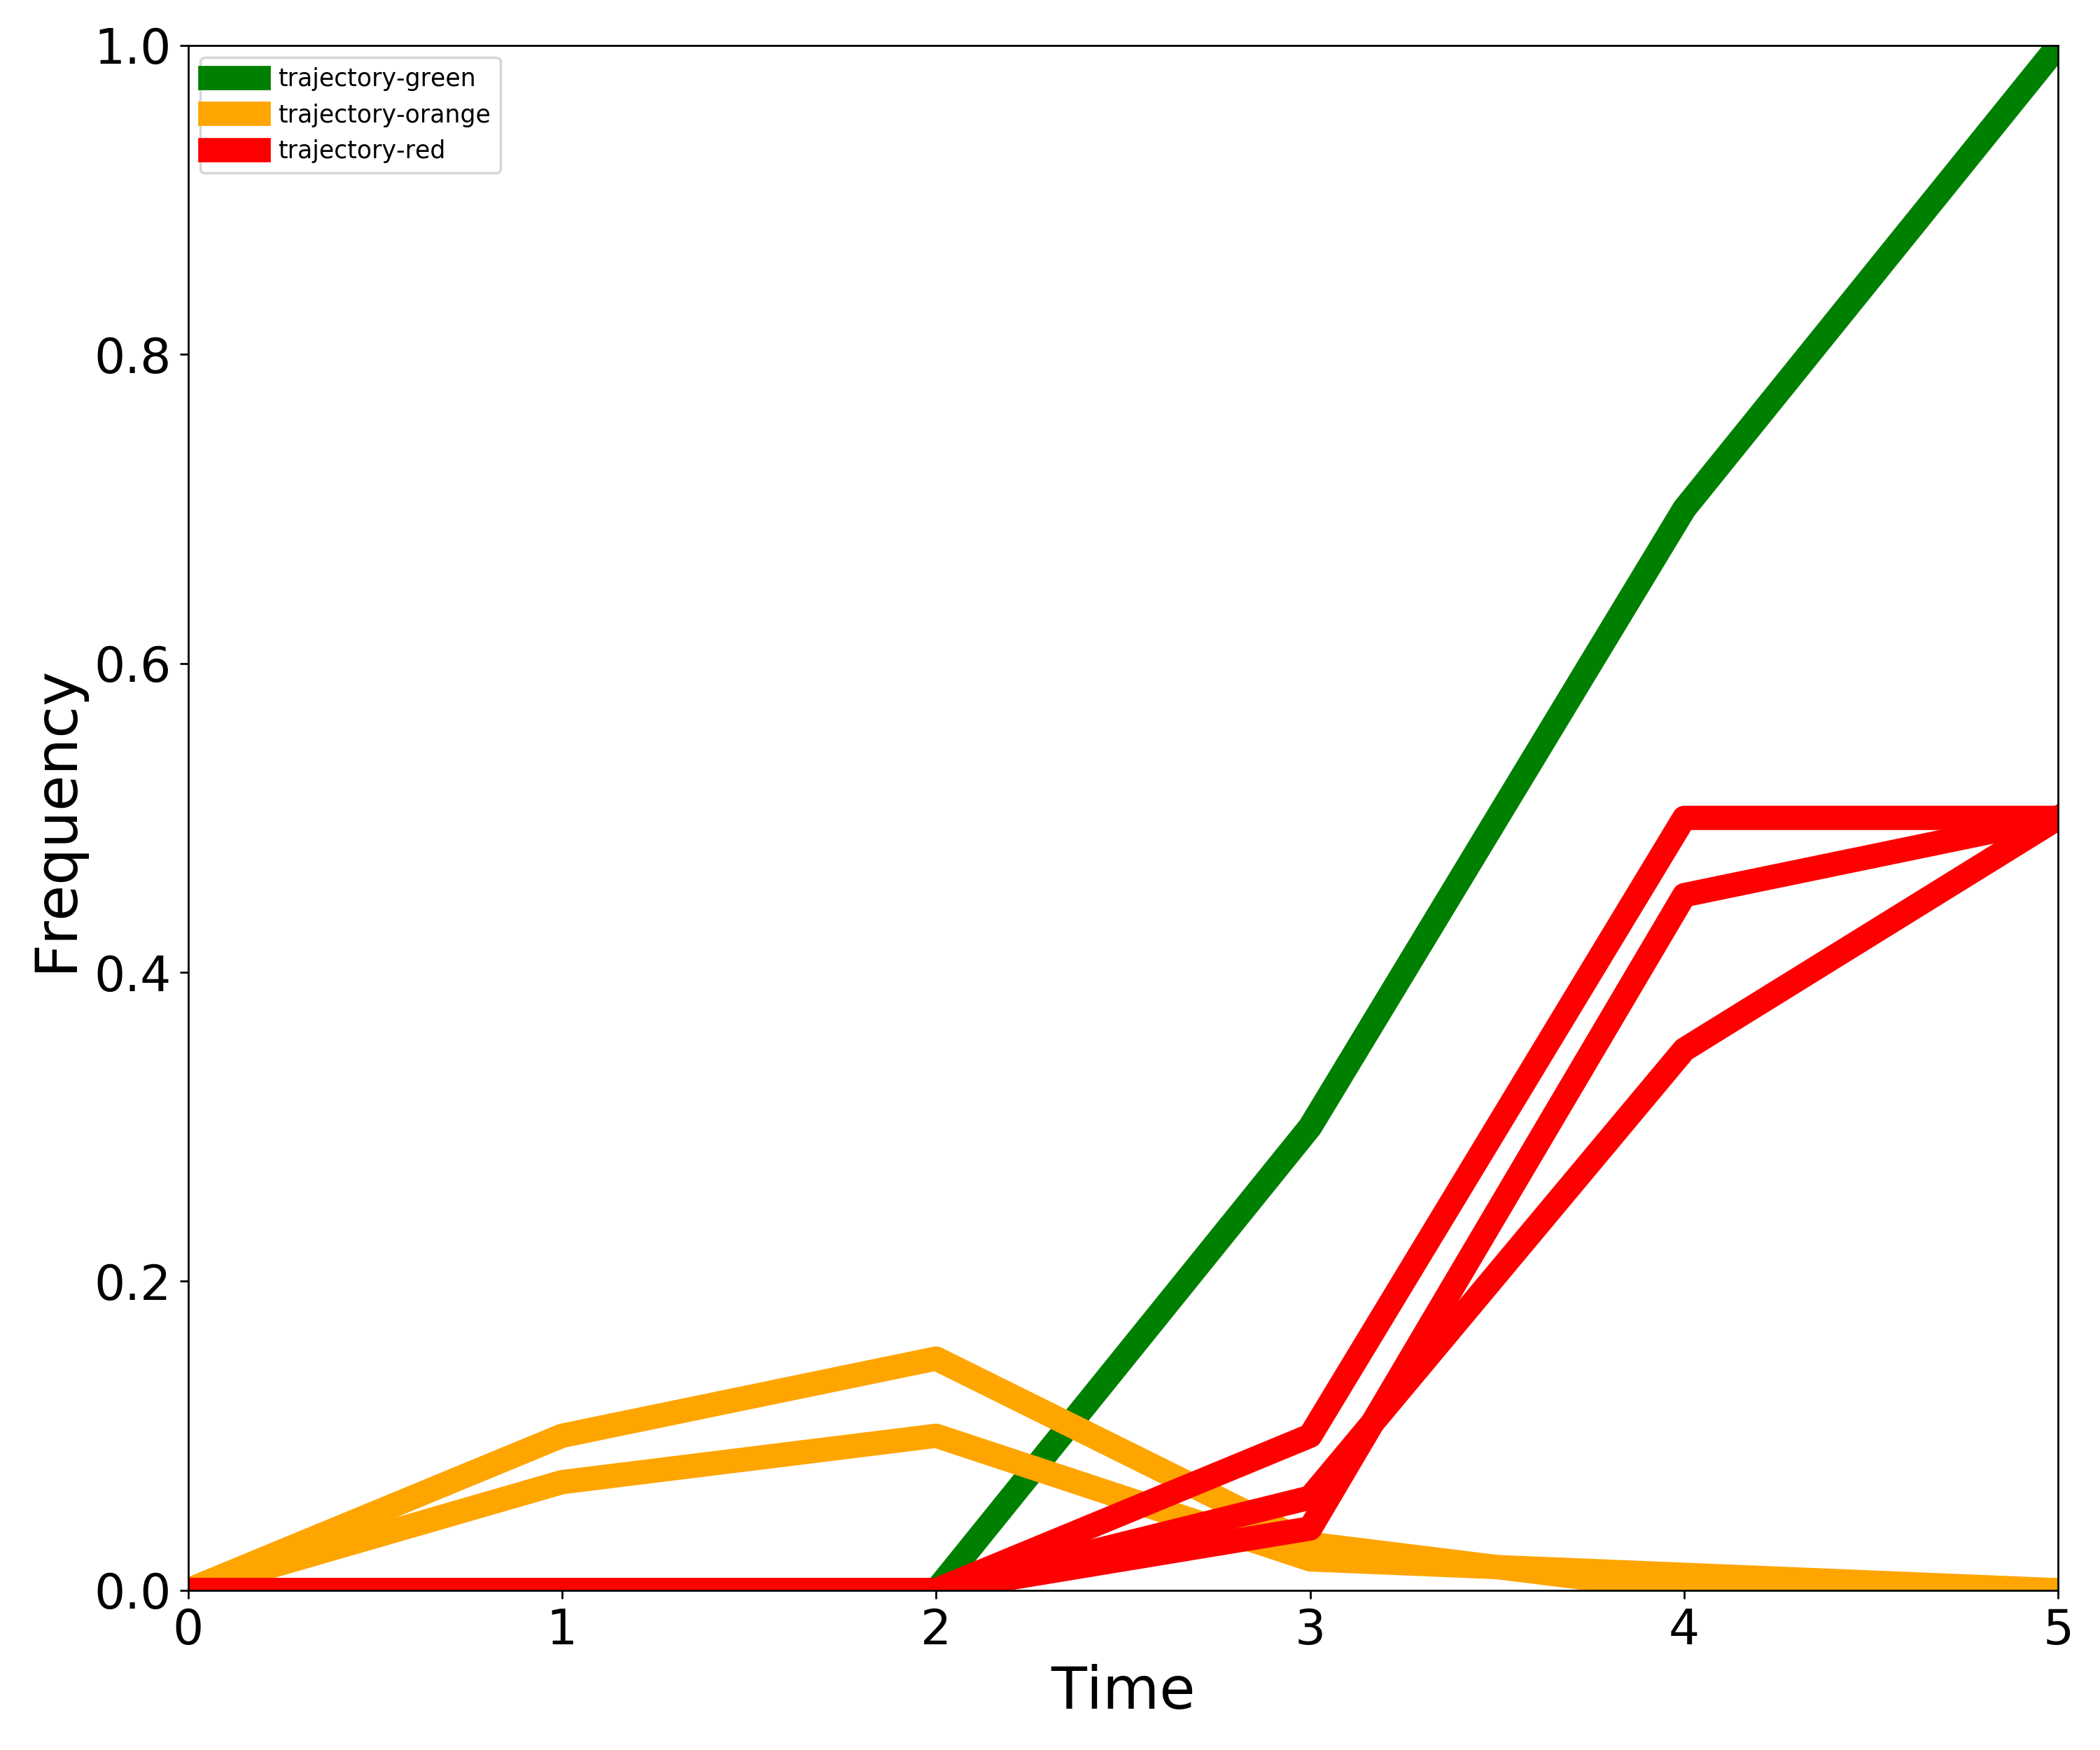 1.0
trajectory-green
trajectory-orange
trajectory-red
0.8
0.6
Frequency
0.4
0.2
0.0
0 1 2 3 4 5
Time